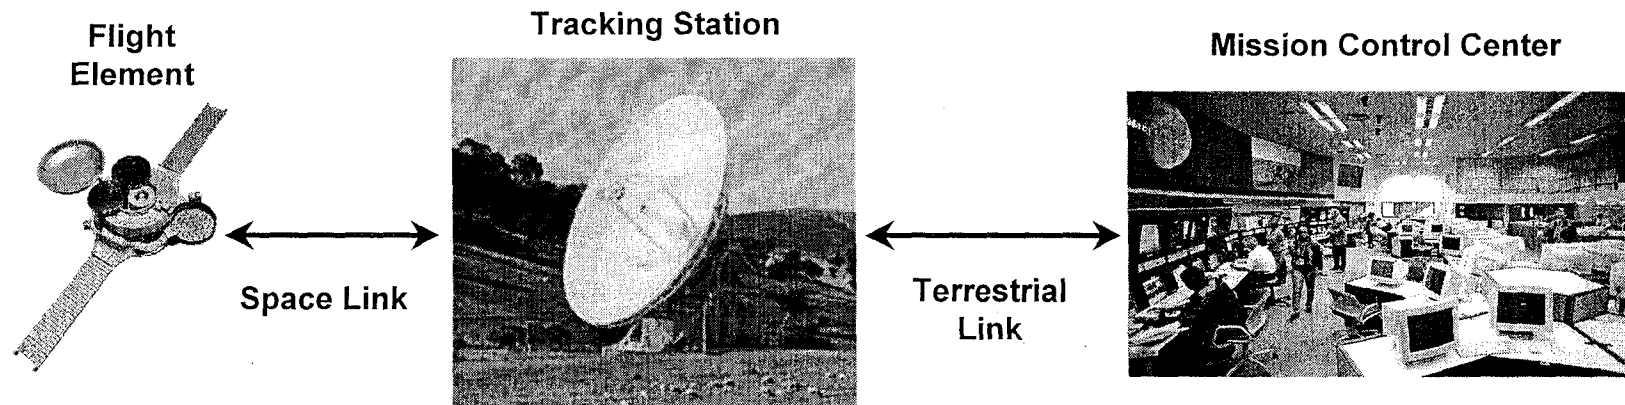 Flight
Element
Tracking Station
Mission Control Center
Space Link
Terrestrial
Link